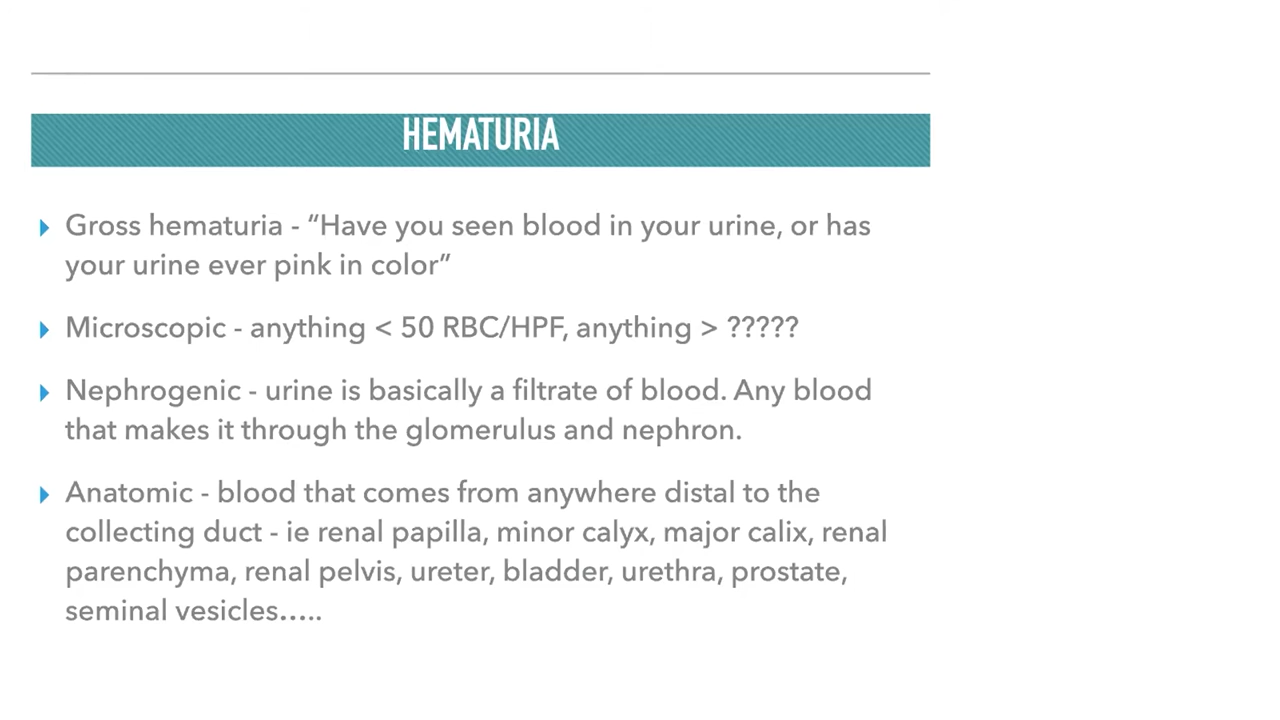 HEMATURIA
Gross hematuria - “Have you seen blood in your urine, or has
your urine ever pink in color”
Microscopic - anything < 50 RBC/HPF, anything > ?????
Nephrogenic - urine is basically a filtrate of blood. Any blood
that makes it through the glomerulus and nephron.
Anatomic - blood that comes from anywhere distal to the
collecting duct - ie renal papilla, minor calyx, major calix, renal
parenchyma, renal pelvis, ureter, bladder, urethra, prostate,
seminal vesicles…..